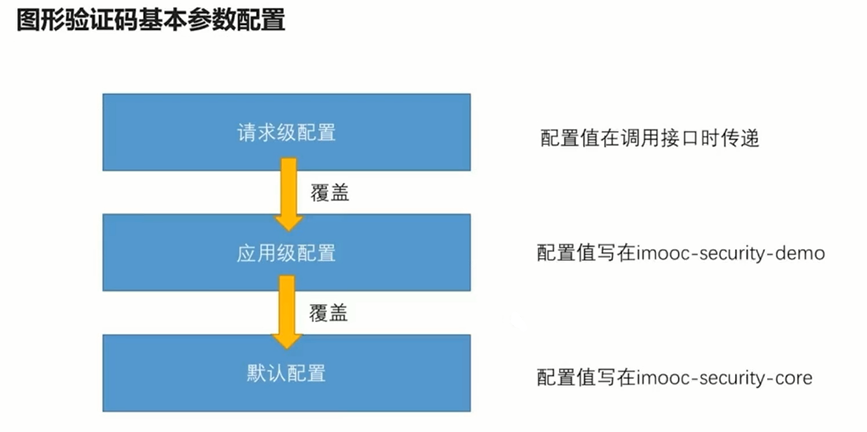 图形验证码基本参数配置
请求级配置
配置值在调用接口时传递
覆盖
应用级配置
配置值写在imooc-security-demo
覆盖
默认配置
配置值写在imooc-security-core